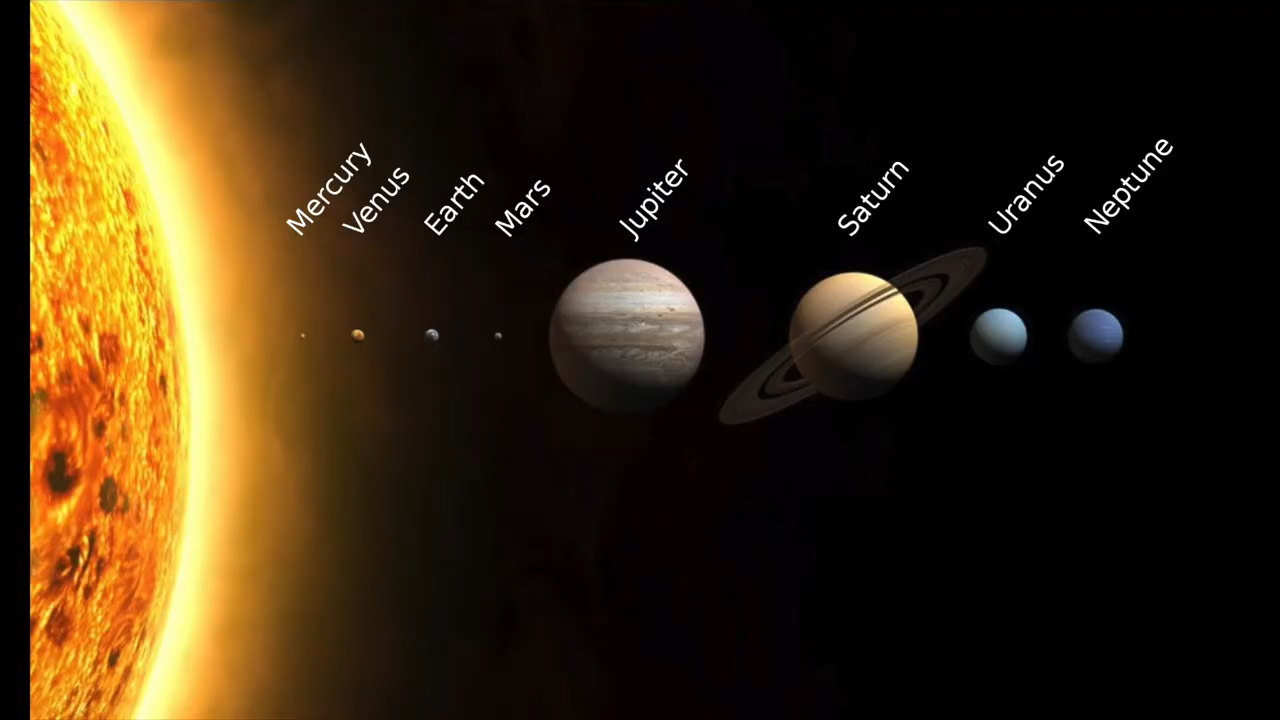 Mercury
Venus
Earth
Mars
Jupiter
Saturn
Uranus
Neptune